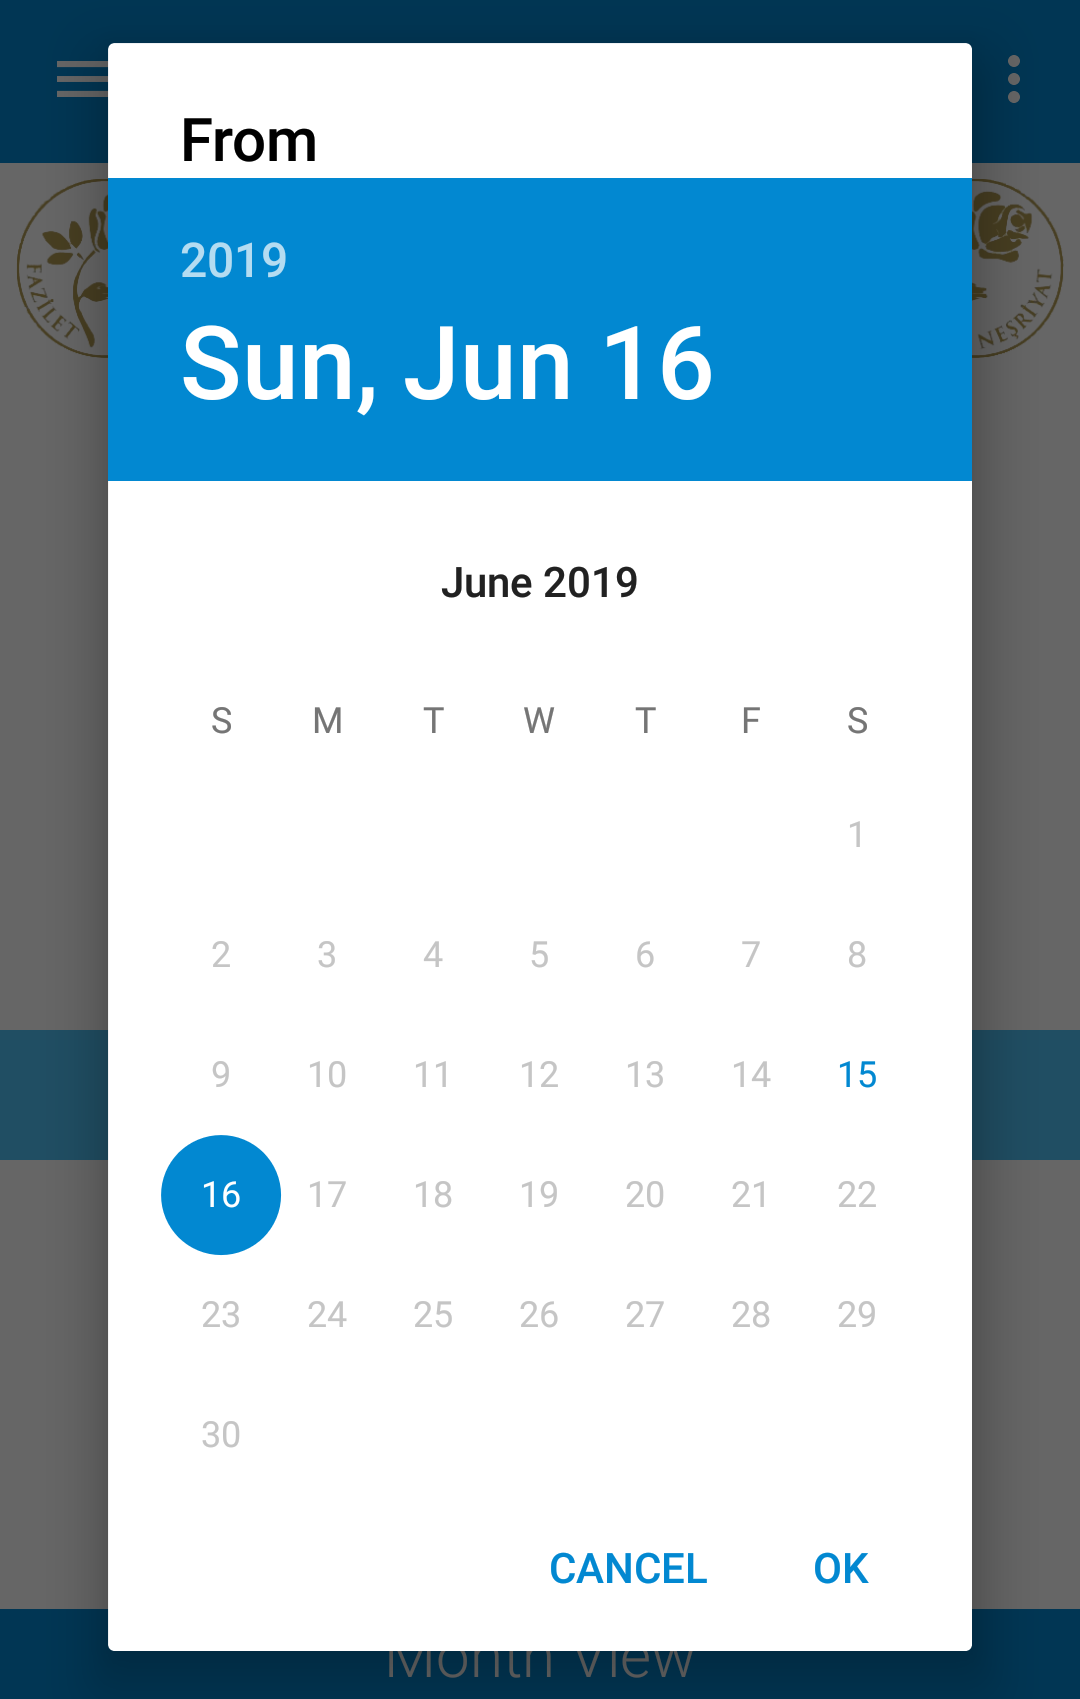 From
2019
Sun, Jun 16
June 2019
S M T W T F S
1
2 3 4 5 6 7 8
9 10 11 12 13 14 15
16 17 18 19 20 21 22
23 24 25 26 27 28 29
30
CANCEL OK
FAZİLET
NEŞRİYAT
Month View